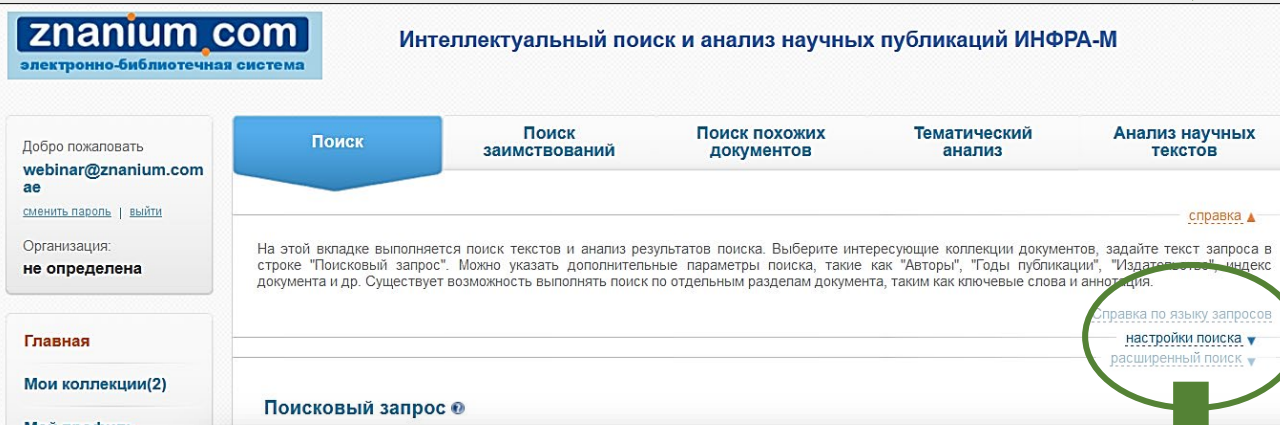 znanium.com
электронно-библиотечная система
Интеллектуальный поиск и анализ научных публикаций ИНФРА-М
Добро пожаловать
webinar@znanium.com
ae
сменить пароль | выйти
Организация:
не определена
Главная
Мои коллекции(2)
Поиск
Поиск
заимствований
Поиск похожих
документов
Тематический
анализ
Анализ научных
текстов
справка
На этой вкладке выполняется поиск текстов и анализ результатов поиска. Выберите интересующие коллекции документов, задайте текст запроса в
строке "Поисковый запрос". Можно указать дополнительные параметры поиска, такие как "Авторы", "Годы публикации", "Издательство", индекс
документа и др. Существует возможность выполнять поиск по отдельным разделам документа, таким как ключевые слова и аннотация.
Справка по языку запросов
настройки поиска
расширенный поиск
Поисковый запрос ?